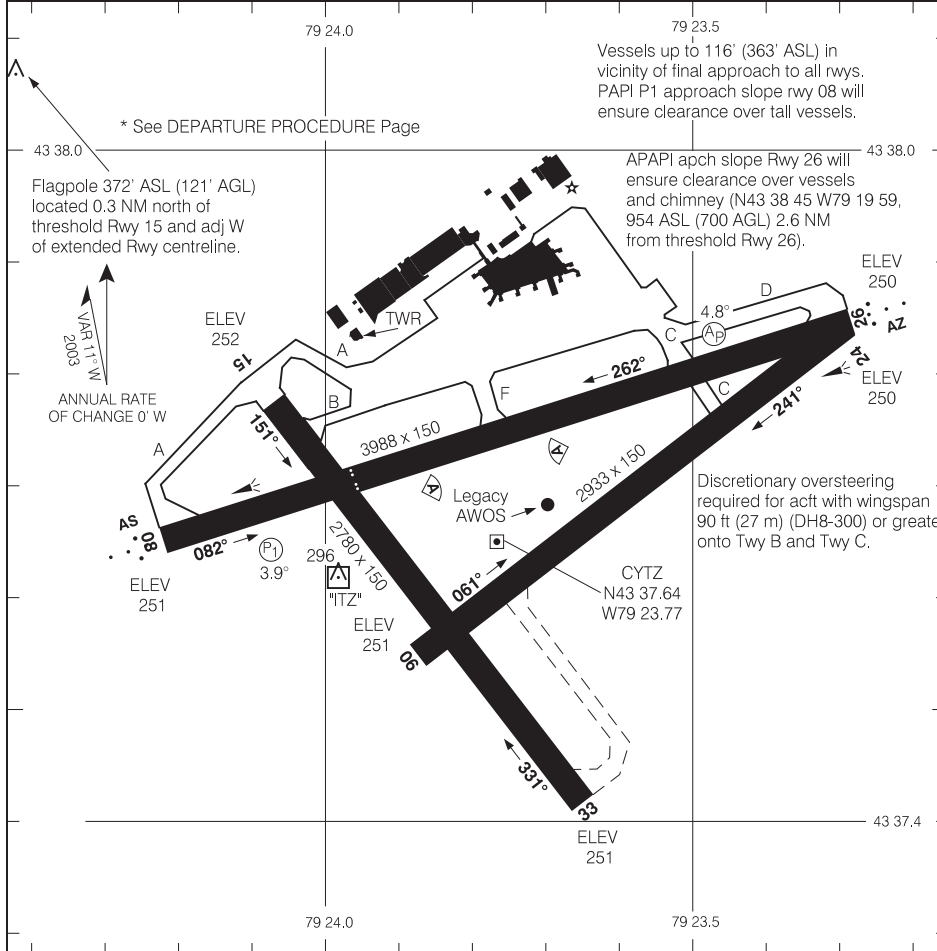 79 24.0
79 23.5
Vessels up to 116' (363' ASL) in
vicinity of final approach to all rwys.
PAPI P1 approach slope rwy 08 will
ensure clearance over tall vessels.
* See DEPARTURE PROCEDURE Page
43 38.0
43 38.0
APAPI apch slope Rwy 26 will
ensure clearance over vessels
and chimney (N43 38 45 W79 19 59,
954 ASL (700 AGL) 2.6 NM
from threshold Rwy 26).
Flagpole 372' ASL (121' AGL)
located 0.3 NM north of
threshold Rwy 15 and adj W
of extended Rwy centreline.
ELEV
250
D
VAR 11° W
2003
ANNUAL RATE
OF CHANGE 0' W
ELEV
252
15
TWR
A
4.8°
AP
C
26
AZ
24
ELEV
250
B
F
262°
C
241°
151°
A
3988 x 150
A
A
2933 x 150
Legacy
AWOS
Discretionary oversteering
required for acft with wingspan
90 ft (27 m) (DH8-300) or greate
onto Twy B and Twy C.
AS
08
082°
P1
3.9°
ELEV
251
296
"ITZ"
2780 x 150
061°
CYTZ
N43 37.64
W79 23.77
ELEV
251
06
331°
33
ELEV
251
43 37.4
79 24.0
79 23.5